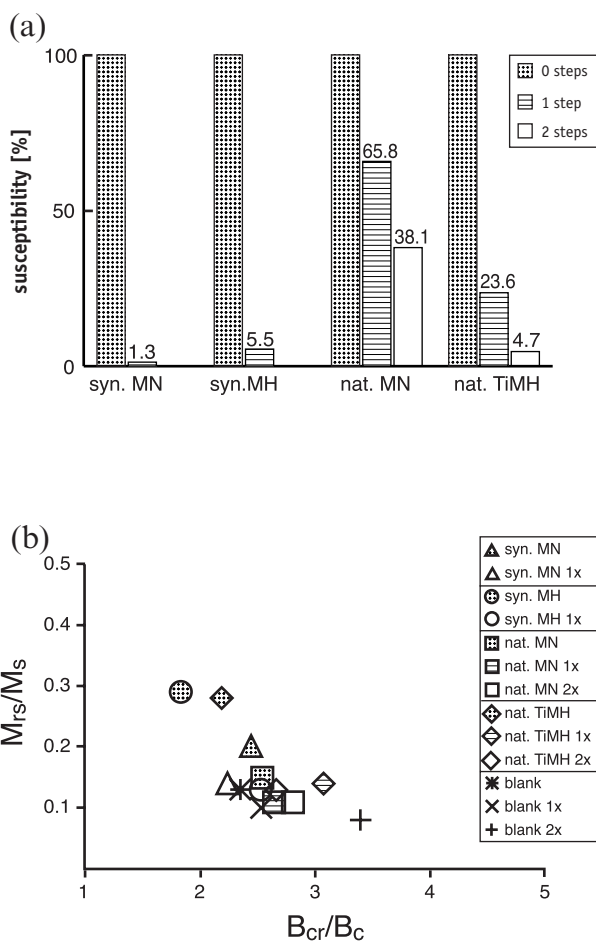 (a)
100
50
0
susceptibility [%]
0 steps
1 step
2 steps
1.3
5.5
65.8
38.1
23.6
4.7
syn. MN
syn.MH
nat. MN
nat. TiMH
(b)
0.5
0.4
0.3
0.2
0.1
Mrs/Ms
syn. MN
syn. MN 1x
syn. MH
syn. MH 1x
nat. MN
nat. MN 1x
nat. MN 2x
nat. TiMH
nat. TiMH 1x
nat. TiMH 2x
blank
blank 1x
blank 2x
1
2
3
4
5
Bcr/Bc